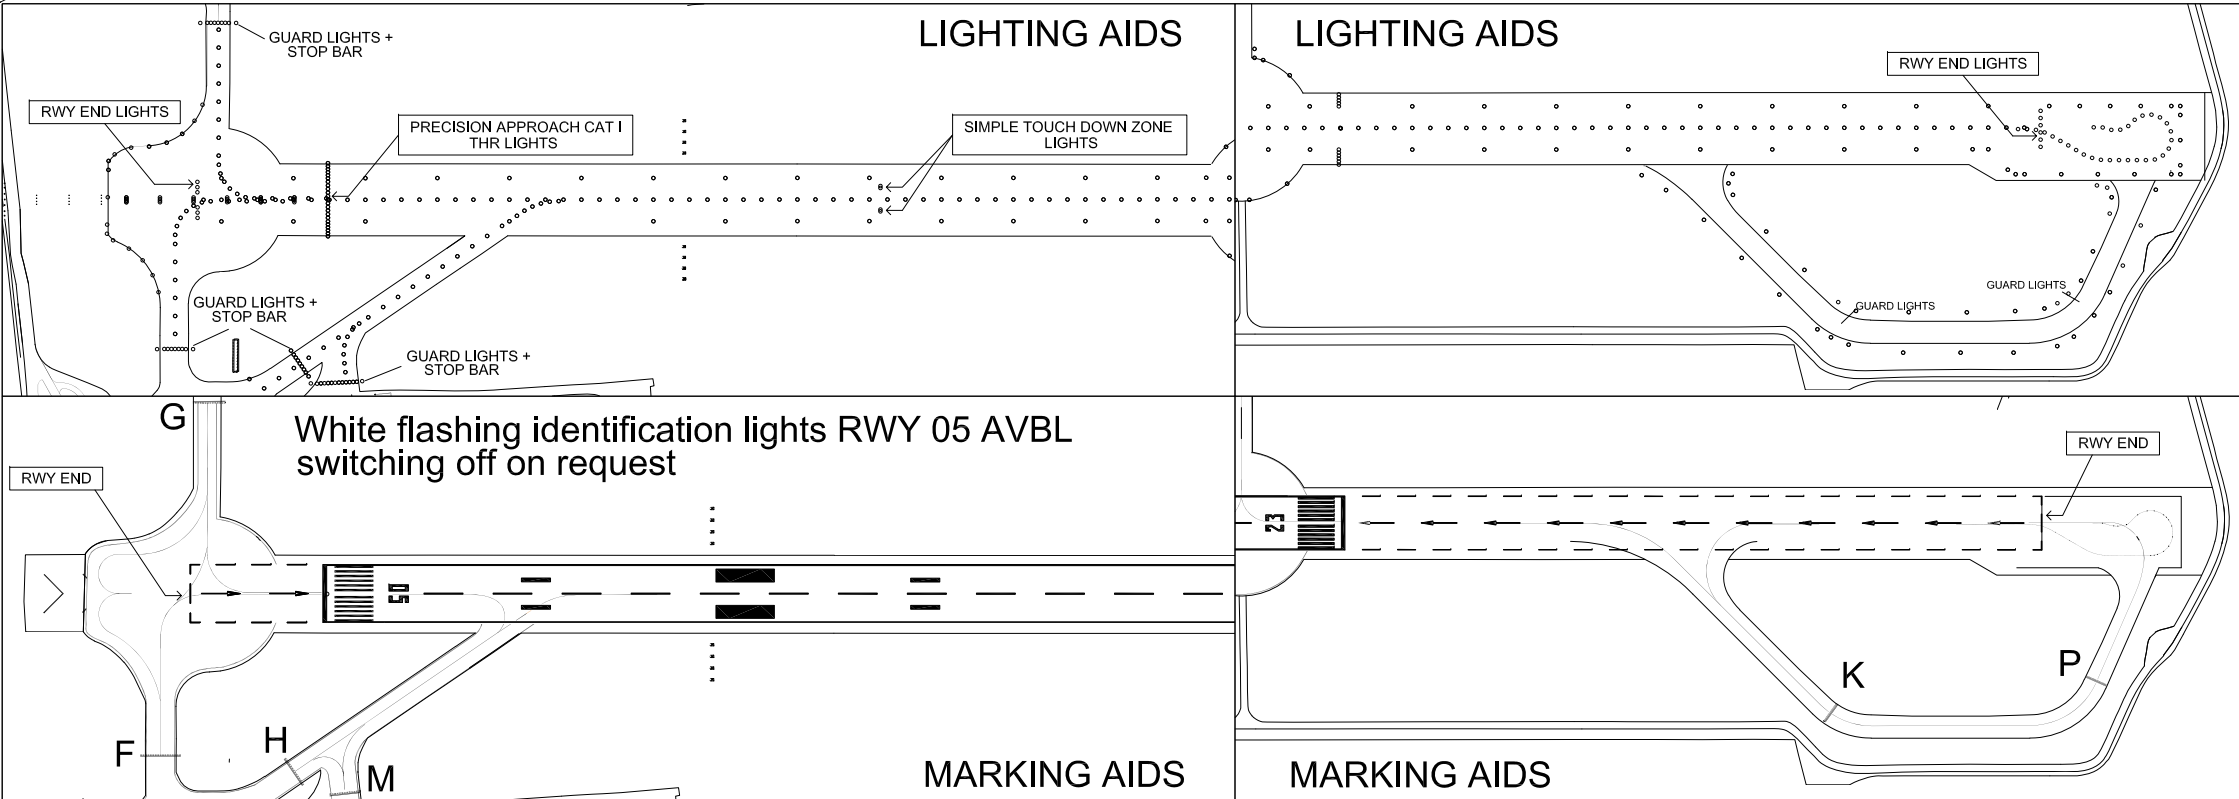 LIGHTING AIDS
GUARD LIGHTS +
STOP BAR
RWY END LIGHTS
PRECISION APPROACH CAT I
THR LIGHTS
SIMPLE TOUCH DOWN ZONE
LIGHTS
GUARD LIGHTS +
STOP BAR
GUARD LIGHTS +
STOP BAR
LIGHTING AIDS
RWY END LIGHTS
GUARD LIGHTS
GUARD LIGHTS
G
White flashing identification lights RWY 05 AVBL
switching off on request
RWY END
05
F
H
M
MARKING AIDS
RWY END
23
K
P
MARKING AIDS